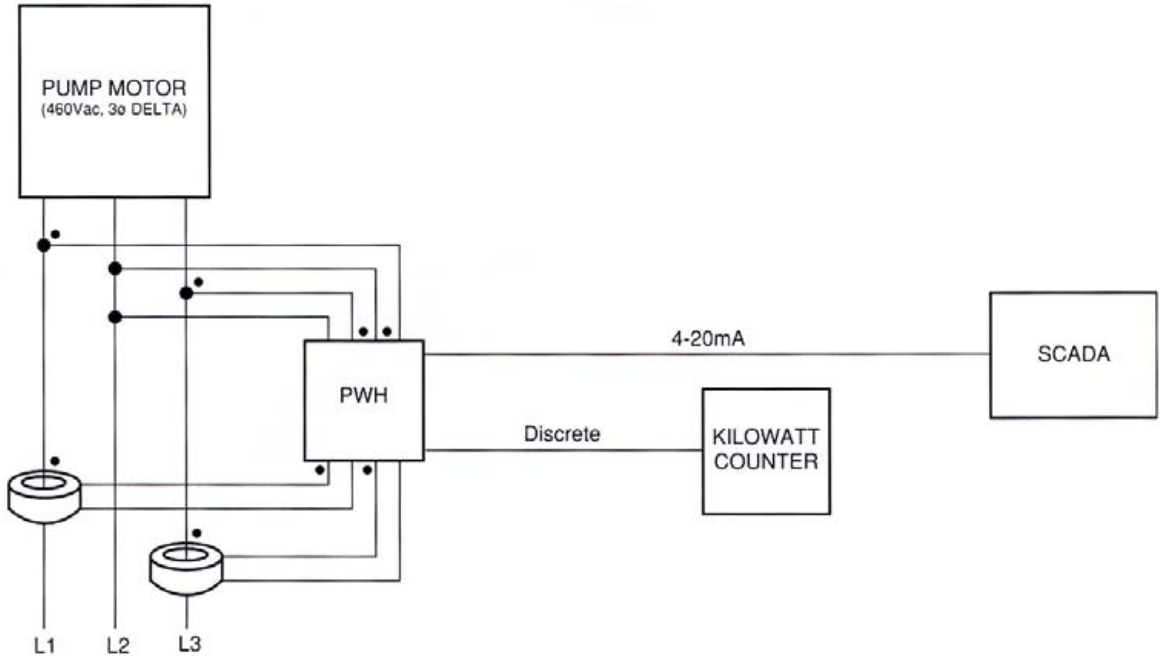 PUMP MOTOR
(460Vac, 3ø DELTA)
4-20mA
SCADA
PWH
Discrete
KILOWATT
COUNTER
L1
L2
L3